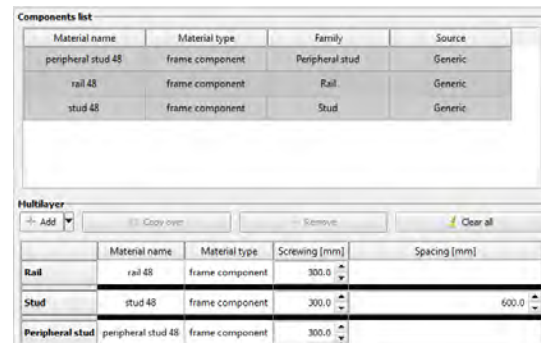 Components list
Material name Material type Family Source
peripheral stud 48 frame component Peripheral stud Generic
rail 48 frame component Rail Generic
stud 48 frame component Stud Generic
Multilayer
Add Copy over Remove Clear all
Material name Material type Screwing [mm] Spacing [mm]
Rail rail 48 frame component 300.0
Stud stud 48 frame component 300.0 600.0
Peripheral stud peripheral stud 48 frame component 300.0